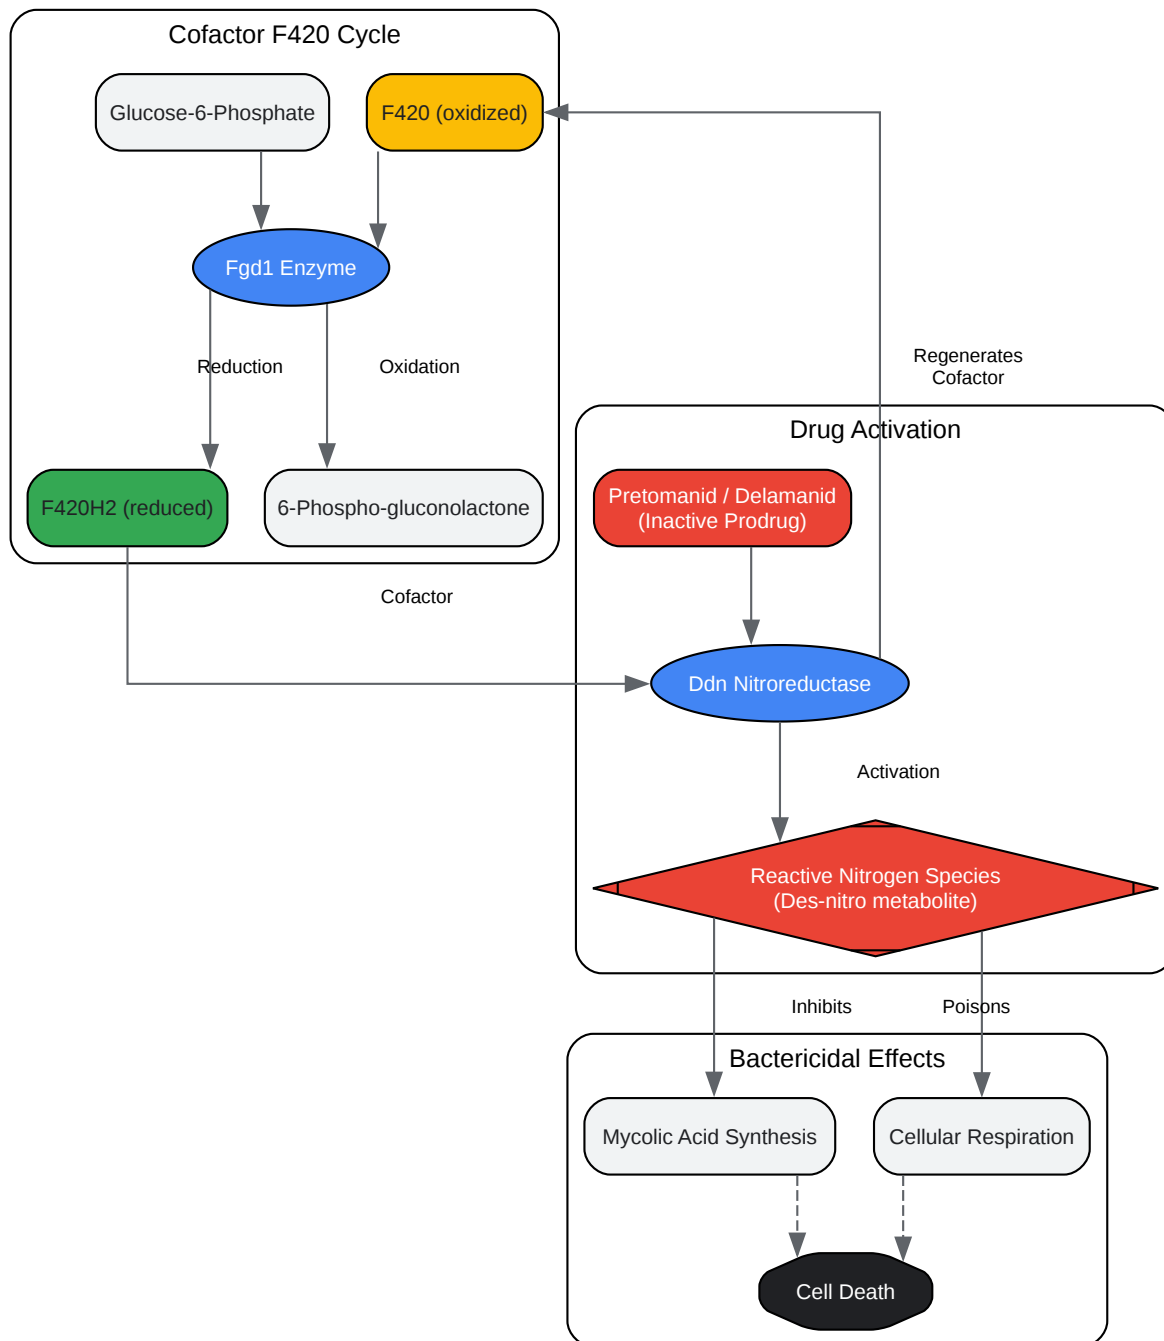 Cofactor F420 Cycle
Glucose-6-Phosphate
F420 (oxidized)
Fgd1 Enzyme
Reduction
Oxidation
Regenerates
Cofactor
F420H2 (reduced)
6-Phospho-gluconolactone
Drug Activation
Pretomanid / Delamanid
(Inactive Prodrug)
Cofactor
Ddn Nitroreductase
Activation
Reactive Nitrogen Species
(Des-nitro metabolite)
Inhibits
Poisons
Bactericidal Effects
Mycolic Acid Synthesis
Cellular Respiration
Cell Death